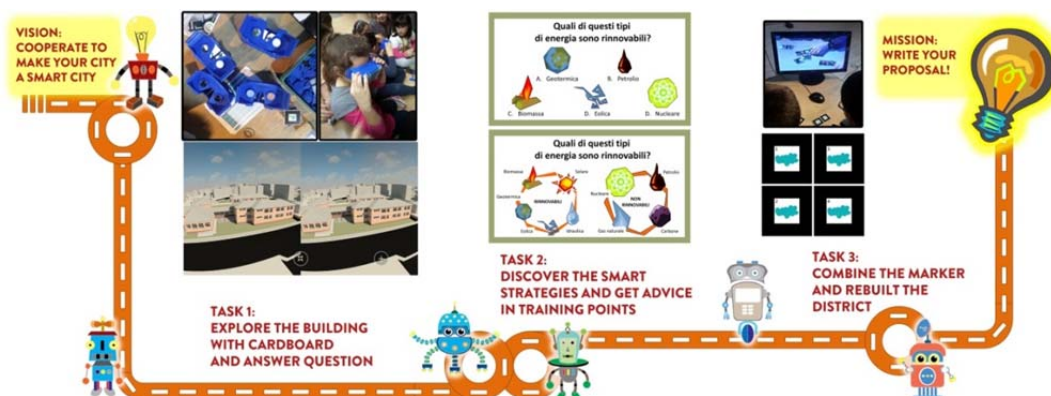 VISION:
COOPERATE TO
MAKE YOUR CITY
A SMART CITY
TASK 1:
EXPLORE THE BUILDING
WITH CARDBOARD
AND ANSWER QUESTION
Quali di questi tipi
di energia sono rinnovabili?
A. Geotermica
B. Petrolio
C. Biomassa
D. Eolica
D. Nucleare
Quali di questi tipi
di energia sono rinnovabili?
Biomassa
Solare
Geotermica
RINNOVABILI
Eolica
Idraulica
Nucleare
Petrolio
NON
RINNOVABILI
Gas naturale
Carbone
TASK 2:
DISCOVER THE SMART
STRATEGIES AND GET ADVICE
IN TRAINING POINTS
TASK 3:
COMBINE THE MARKER
AND REBUILT THE
DISTRICT
MISSION:
WRITE YOUR
PROPOSAL!